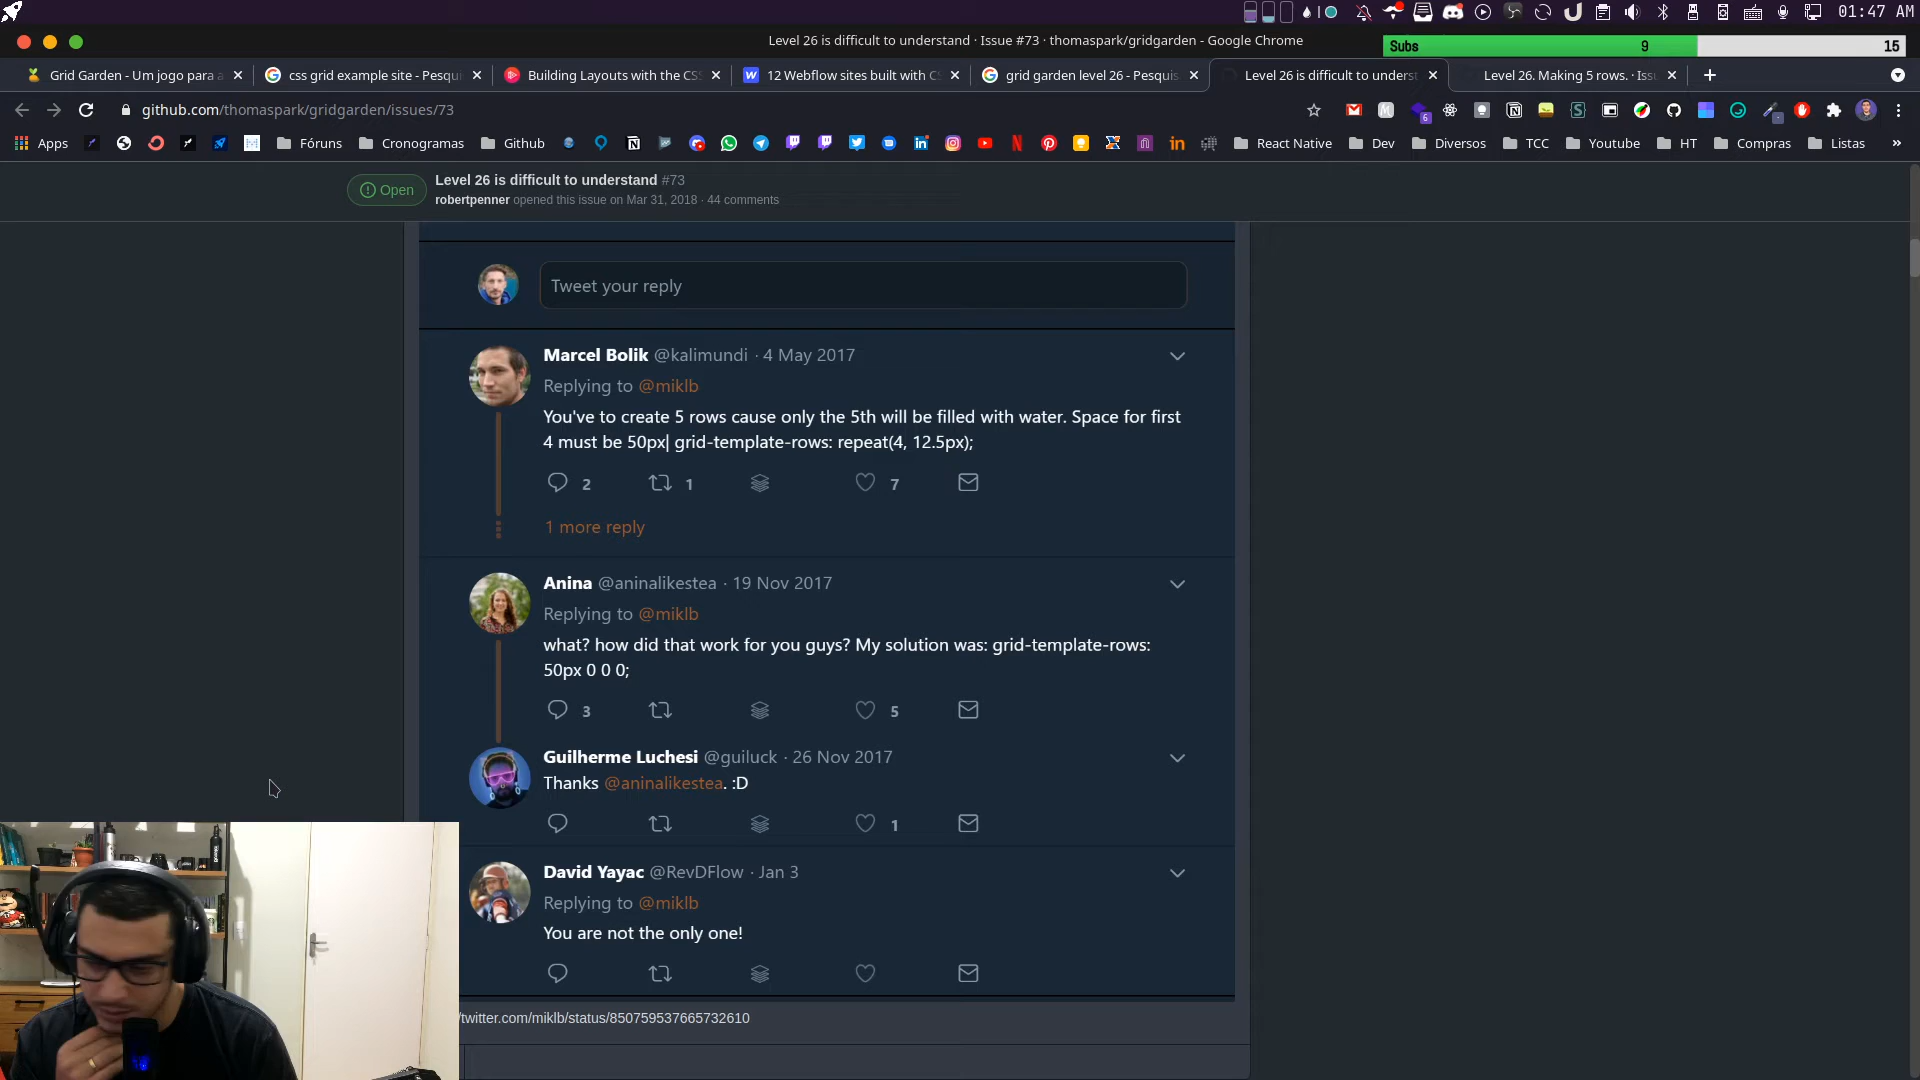 01:47 AM
Level 26 is difficult to understand · Issue #73 · thomaspark/gridgarden - Google Chrome
Subs 9 15
Grid Garden - Um jogo para a
css grid example site - Pesqui
Building Layouts with the CSS
12 Webflow sites built with C
grid garden level 26 - Pesquis
Level 26 is difficult to underst
Level 26. Making 5 rows. · Issu
github.com/thomaspark/gridgarden/issues/73
6
Apps
Fóruns
Cronogramas
Github
React Native
Dev
Diversos
TCC
Youtube
HT
Compras
Listas
»
Open
Level 26 is difficult to understand #73
robertpenner opened this issue on Mar 31, 2018 · 44 comments
Tweet your reply
Marcel Bolik @kalimundi · 4 May 2017
Replying to @miklb
You've to create 5 rows cause only the 5th will be filled with water. Space for first
4 must be 50px| grid-template-rows: repeat(4, 12.5px);
2 1 7
1 more reply
Anina @aninalikestea · 19 Nov 2017
Replying to @miklb
what? how did that work for you guys? My solution was: grid-template-rows:
50px 0 0 0;
3 5
Guilherme Luchesi @guiluck · 26 Nov 2017
Thanks @aninalikestea. :D
1
David Yayac @RevDFlow · Jan 3
Replying to @miklb
You are not the only one!
/twitter.com/miklb/status/850759537665732610